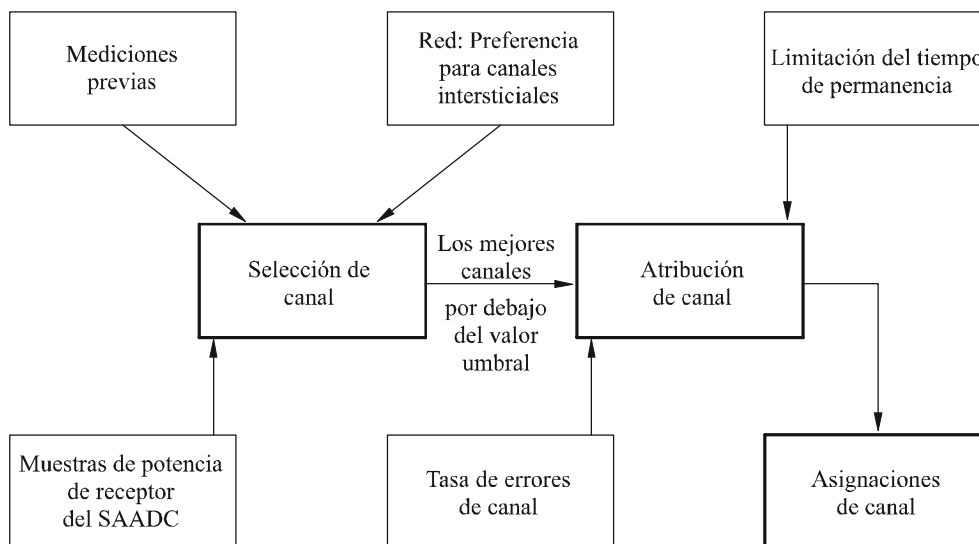 Mediciones
previas
Red: Preferencia
para canales
intersticiales
Limitación del tiempo
de permanencia
Selección de
canal
Los mejores
canales
por debajo
del valor
umbral
Atribución
de canal
Muestras de potencia
de receptor
del SAADC
Tasa de errores
de canal
Asignaciones
de canal